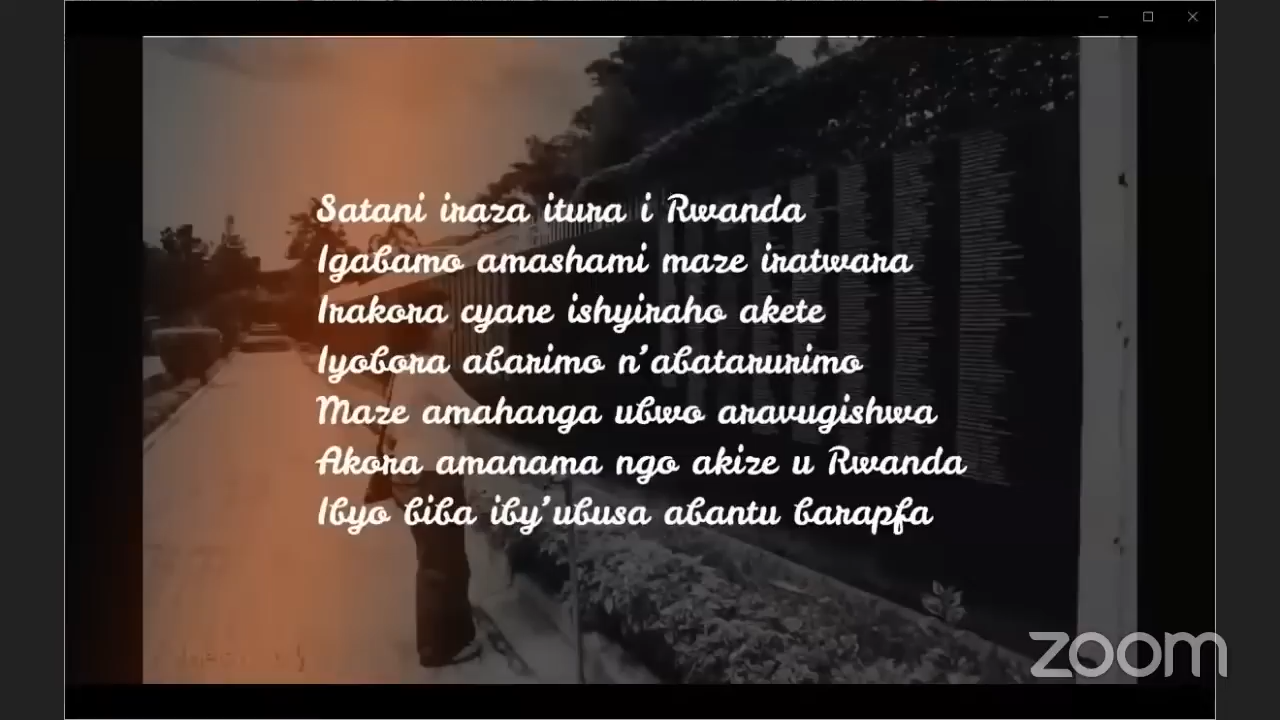 Satani iraza itura i Rwanda
Igabamo amashami maze iratwara
Irakora cyane ishyiraho akete
Iyobora abarimo n'abatarurimo
Maze amahanga ubwo aravugishwa
Akora amanama ngo akize u Rwanda
Ibyo biba iby'ubusa abantu barapfa
zoom